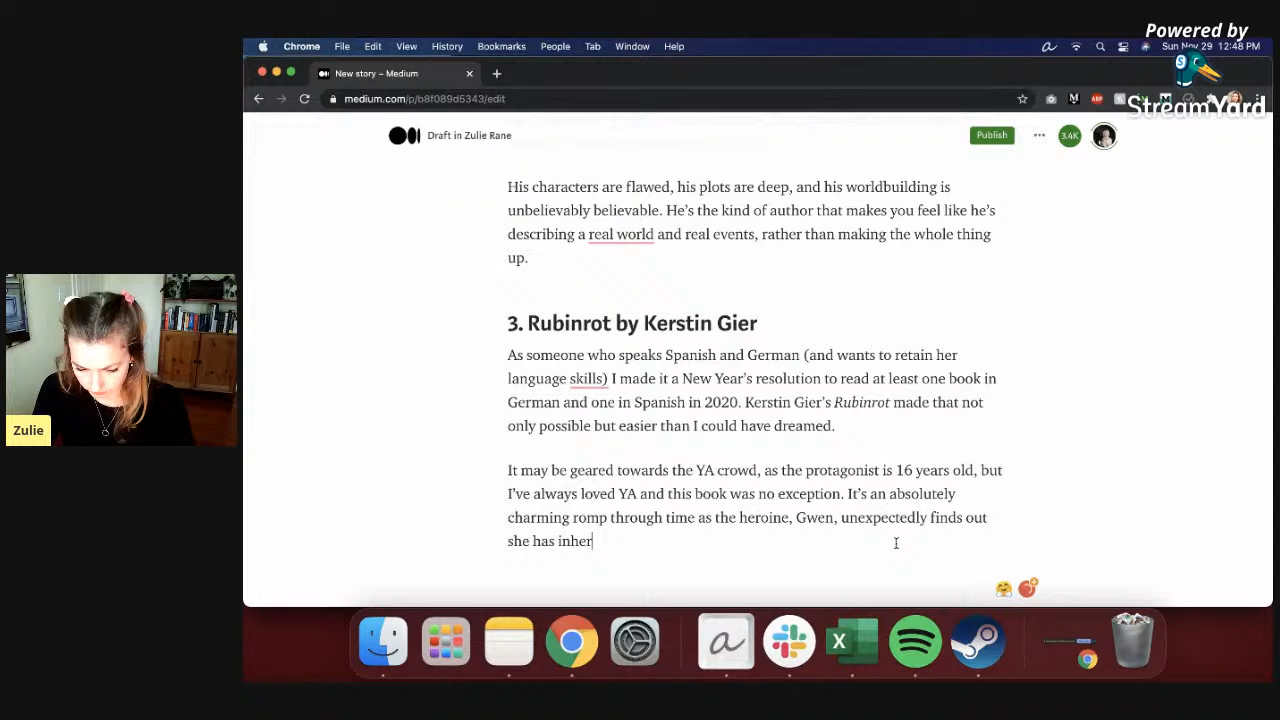 Powered by
StreamYard
Chrome File Edit View History Bookmarks People Tab Window Help
Sun Nov 29 12:48 PM
New story – Medium
medium.com/p/b8f089d5343/edit
Draft in Zulie Rane
Publish
3.4K
His characters are flawed, his plots are deep, and his worldbuilding is
unbelievably believable. He's the kind of author that makes you feel like he's
describing a real world and real events, rather than making the whole thing
up.
3. Rubinrot by Kerstin Gier
As someone who speaks Spanish and German (and wants to retain her
language skills) I made it a New Year's resolution to read at least one book in
German and one in Spanish in 2020. Kerstin Gier's Rubinrot made that not
only possible but easier than I could have dreamed.
It may be geared towards the YA crowd, as the protagonist is 16 years old, but
I've always loved YA and this book was no exception. It's an absolutely
charming romp through time as the heroine, Gwen, unexpectedly finds out
she has inher
Zulie